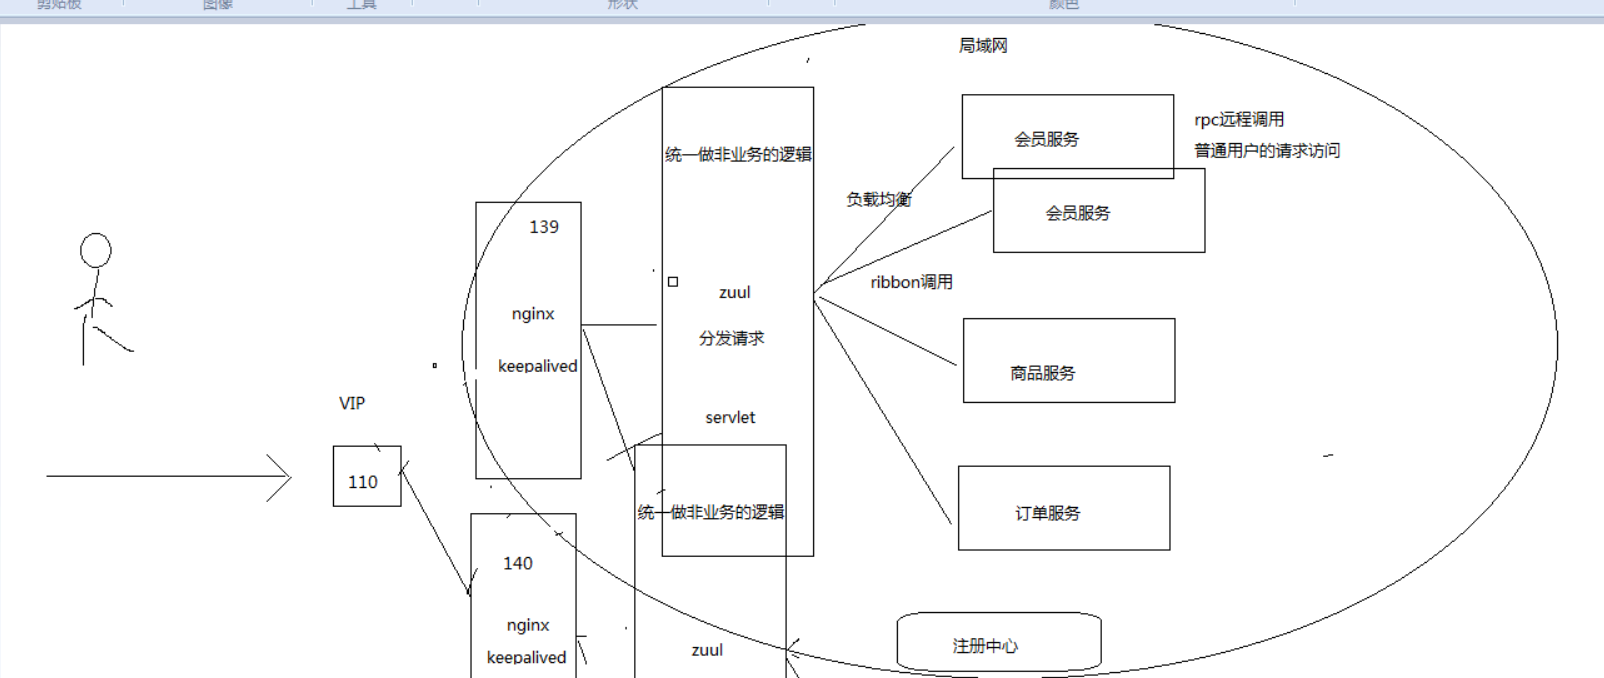 剪贴板
图像
工具
形状
颜色
局域网
统一做非业务的逻辑
会员服务
rpc远程调用
普通用户的请求访问
负载均衡
会员服务
139
ribbon调用
zuul
nginx
分发请求
keepalived
商品服务
VIP
servlet
110
统一做非业务的逻辑
订单服务
140
nginx
zuul
注册中心
keepalived